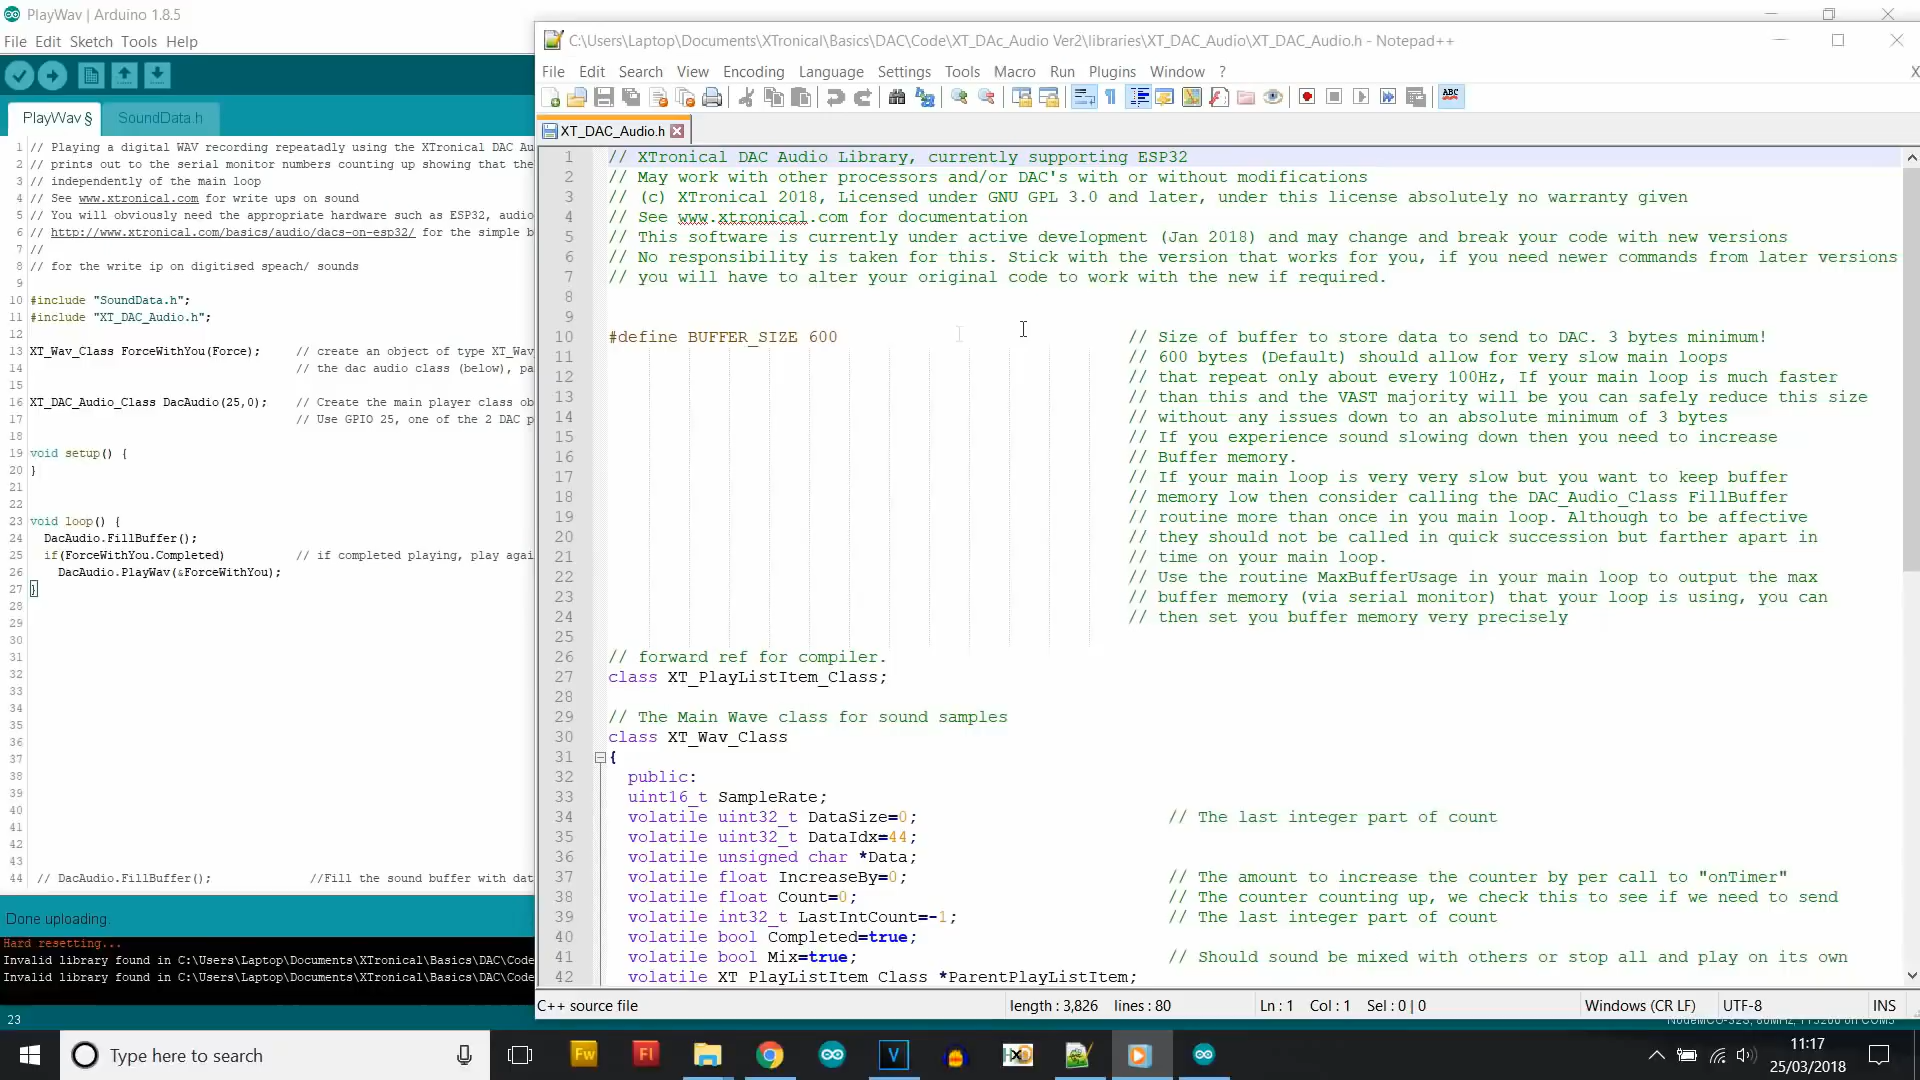 PlayWav | Arduino 1.8.5
File Edit Sketch Tools Help
PlayWav §
SoundData.h
1 // Playing a digital WAV recording repeatadly using the XTronical DAC Au
2 // prints out to the serial monitor numbers counting up showing that the
3 // independently of the main loop
4 // See www.xtronical.com for write ups on sound
5 // You will obviously need the appropriate hardware such as ESP32, audio
6 // http://www.xtronical.com/basics/audio/dacs-on-esp32/ for the simple b
7 //
8 // for the write ip on digitised speach/ sounds
9
10 #include "SoundData.h";
11 #include "XT_DAC_Audio.h";
12
13 XT_Wav_Class ForceWithYou(Force); // create an object of type XT_Wav
14 // the dac audio class (below), pa
15
16 XT_DAC_Audio_Class DacAudio(25,0); // Create the main player class ob
17 // Use GPIO 25, one of the 2 DAC p
18
19 void setup() {
20 }
21
22
23 void loop() {
24 DacAudio.FillBuffer();
25 if(ForceWithYou.Completed) // if completed playing, play agai
26 DacAudio.PlayWav(&ForceWithYou);
27 }
28
29
30
31
32
33
34
35
36
37
38
39
40
41
42
43
44 // DacAudio.FillBuffer(); //Fill the sound buffer with dat
Done uploading.
Hard resetting...
Invalid library found in C:\Users\Laptop\Documents\XTronical\Basics\DAC\Code
Invalid library found in C:\Users\Laptop\Documents\XTronical\Basics\DAC\Code
23
C:\Users\Laptop\Documents\XTronical\Basics\DAC\Code\XT_DAc_Audio Ver2\libraries\XT_DAC_Audio\XT_DAC_Audio.h - Notepad++
File Edit Search View Encoding Language Settings Tools Macro Run Plugins Window ? X
ABC
XT_DAC_Audio.h
1 // XTronical DAC Audio Library, currently supporting ESP32
2 // May work with other processors and/or DAC's with or without modifications
3 // (c) XTronical 2018, Licensed under GNU GPL 3.0 and later, under this license absolutely no warranty given
4 // See www.xtronical.com for documentation
5 // This software is currently under active development (Jan 2018) and may change and break your code with new versions
6 // No responsibility is taken for this. Stick with the version that works for you, if you need newer commands from later versions
7 // you will have to alter your original code to work with the new if required.
8
9
10 #define BUFFER_SIZE 600 // Size of buffer to store data to send to DAC. 3 bytes minimum!
11 // 600 bytes (Default) should allow for very slow main loops
12 // that repeat only about every 100Hz, If your main loop is much faster
13 // than this and the VAST majority will be you can safely reduce this size
14 // without any issues down to an absolute minimum of 3 bytes
15 // If you experience sound slowing down then you need to increase
16 // Buffer memory.
17 // If your main loop is very very slow but you want to keep buffer
18 // memory low then consider calling the DAC_Audio_Class FillBuffer
19 // routine more than once in you main loop. Although to be affective
20 // they should not be called in quick succession but farther apart in
21 // time on your main loop.
22 // Use the routine MaxBufferUsage in your main loop to output the max
23 // buffer memory (via serial monitor) that your loop is using, you can
24 // then set you buffer memory very precisely
25
26 // forward ref for compiler.
27 class XT_PlayListItem_Class;
28
29 // The Main Wave class for sound samples
30 class XT_Wav_Class
31 {
32 public:
33 uint16_t SampleRate;
34 volatile uint32_t DataSize=0; // The last integer part of count
35 volatile uint32_t DataIdx=44;
36 volatile unsigned char *Data;
37 volatile float IncreaseBy=0; // The amount to increase the counter by per call to "onTimer"
38 volatile float Count=0; // The counter counting up, we check this to see if we need to send
39 volatile int32_t LastIntCount=-1; // The last integer part of count
40 volatile bool Completed=true;
41 volatile bool Mix=true; // Should sound be mixed with others or stop all and play on its own
42 volatile XT_PlayListItem_Class *ParentPlayListItem;
C++ source file length : 3,826 lines : 80 Ln : 1 Col : 1 Sel : 0 | 0 Windows (CR LF) UTF-8 INS
Type here to search
Fw
Fl
V
11:17
25/03/2018